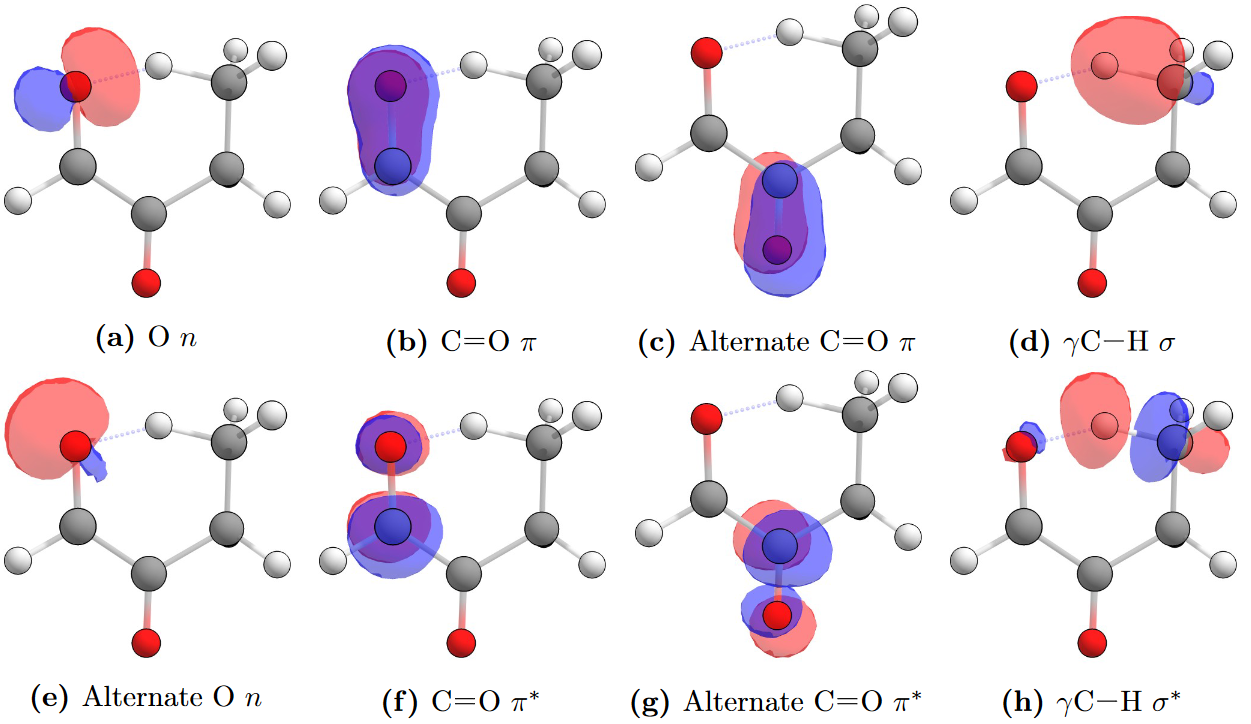 (a) O n
(b) C=O π
(c) Alternate C=O π
(d) γC−H σ
(e) Alternate O n
(f) C=O π*
(g) Alternate C=O π*
(h) γC−H σ*